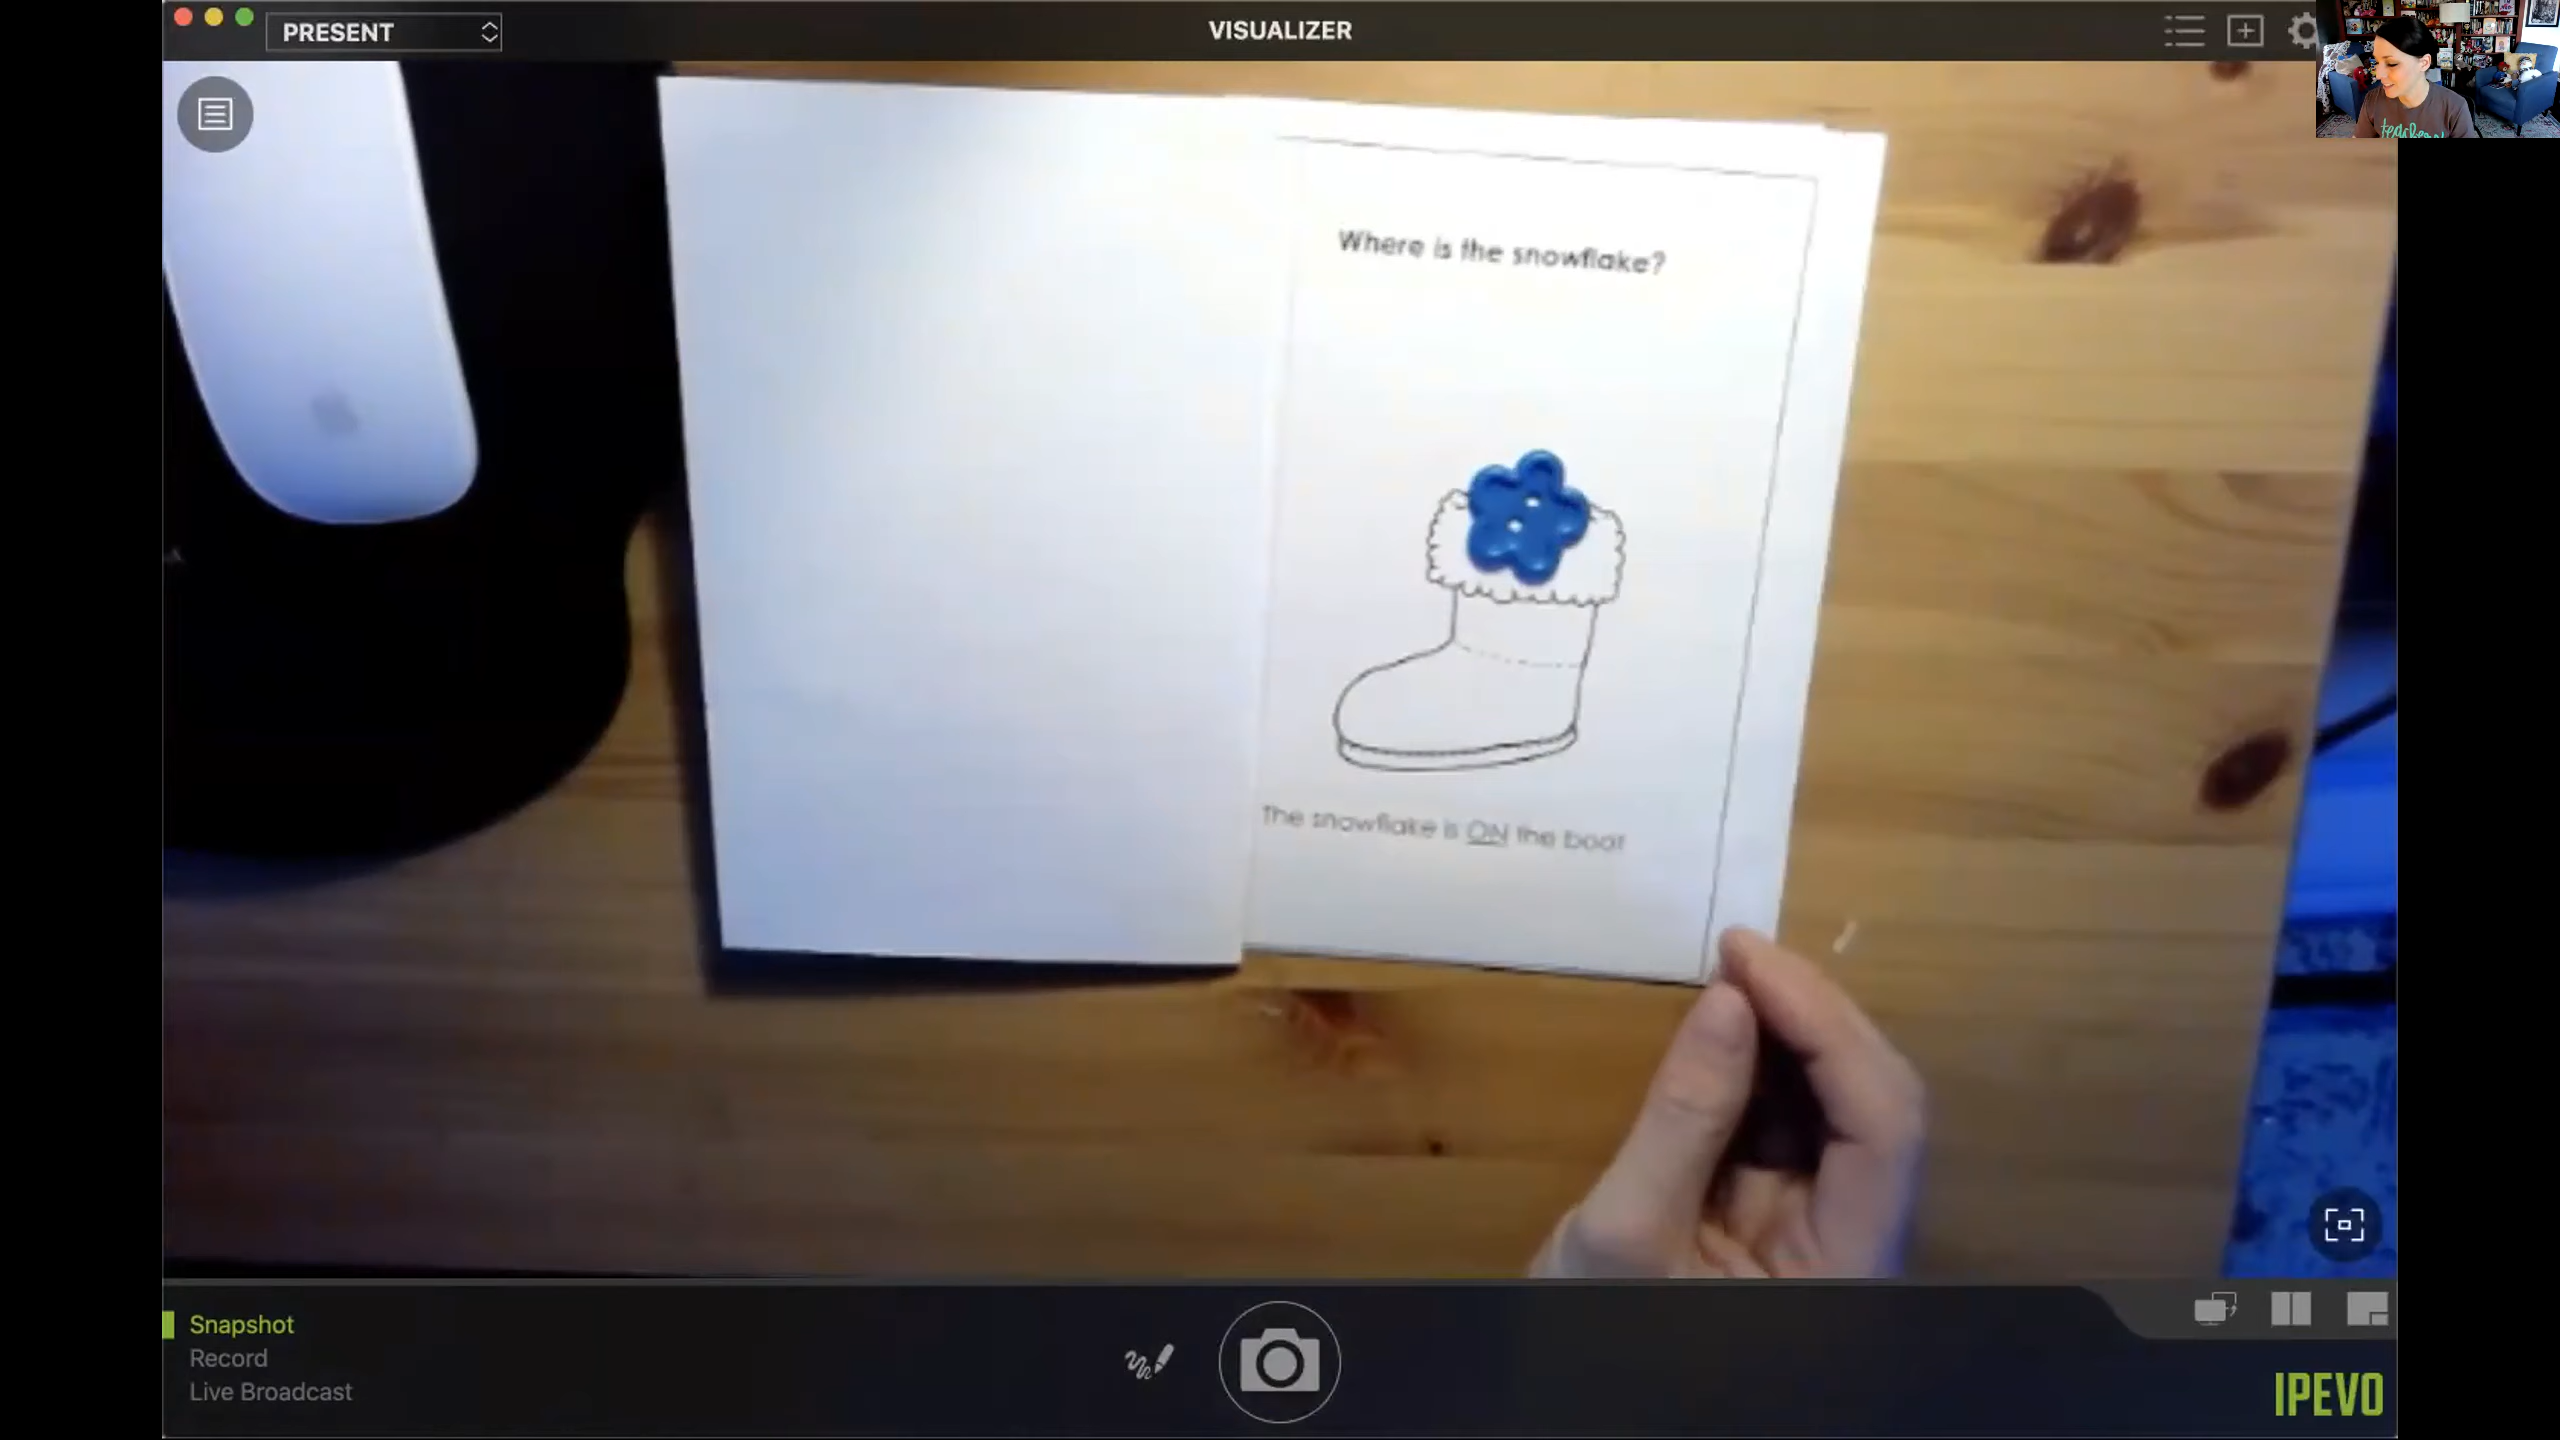 PRESENT
VISUALIZER
Where is the snowflake?
The snowflake is ON the boot
Snapshot
Record
Live Broadcast
IPEVO